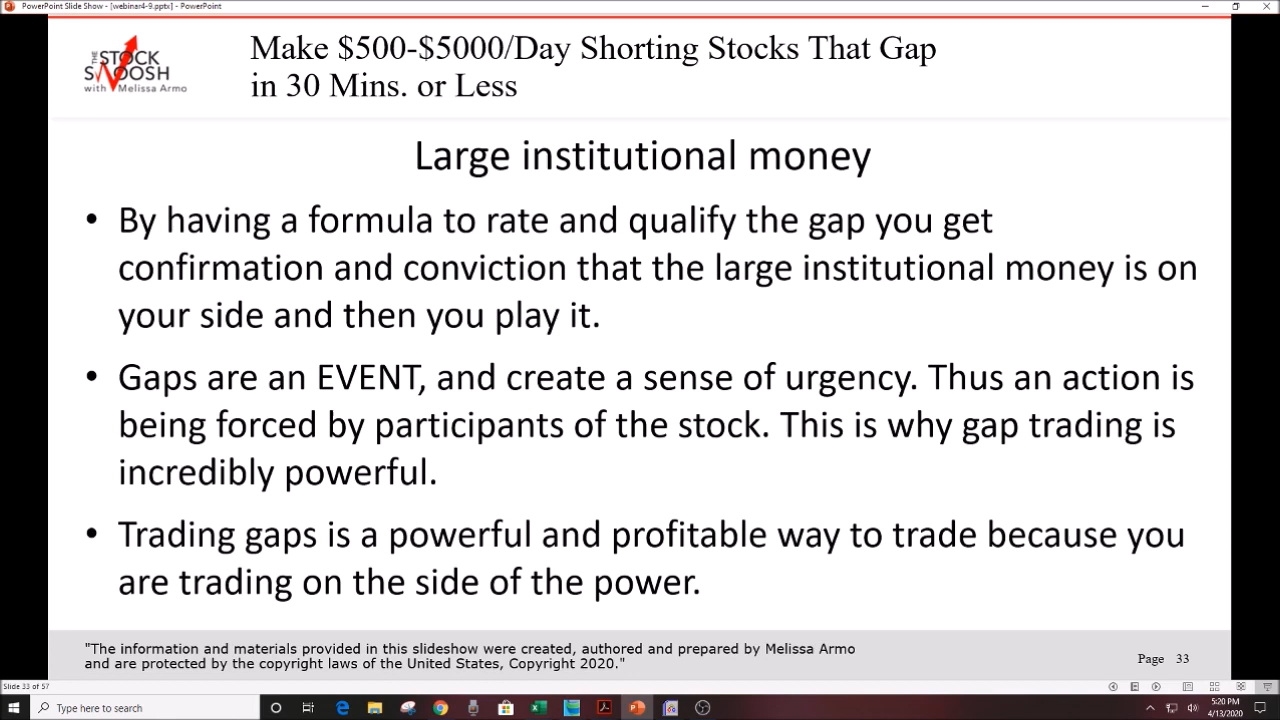 PowerPoint Slide Show - [webinar4-9.pptx] - PowerPoint
THE
STOCK
SWOOSH
with Melissa Armo
Make $500-$5000/Day Shorting Stocks That Gap
in 30 Mins. or Less
Large institutional money
• By having a formula to rate and qualify the gap you get
confirmation and conviction that the large institutional money is on
your side and then you play it.
• Gaps are an EVENT, and create a sense of urgency. Thus an action is
being forced by participants of the stock. This is why gap trading is
incredibly powerful.
• Trading gaps is a powerful and profitable way to trade because you
are trading on the side of the power.
"The information and materials provided in this slideshow were created, authored and prepared by Melissa Armo
and are protected by the copyright laws of the United States, Copyright 2020."
Page 33
Slide 33 of 57
Type here to search
5:20 PM
4/13/2020